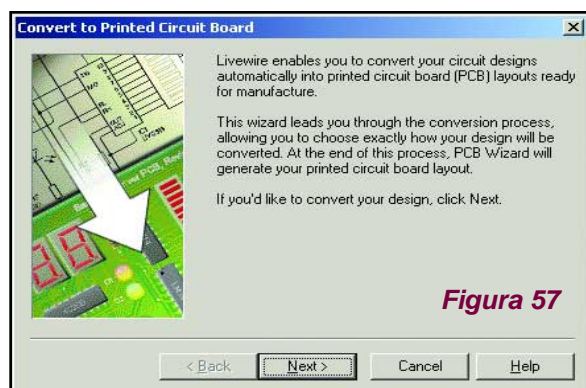 Convert to Printed Circuit Board
Livewire enables you to convert your circuit designs
automatically into printed circuit board (PCB) layouts ready
for manufacture.
This wizard leads you through the conversion process,
allowing you to choose exactly how your design will be
converted. At the end of this process, PCB Wizard will
generate your printed circuit board layout.
If you'd like to convert your design, click Next.
Figura 57
< Back
Next >
Cancel
Help